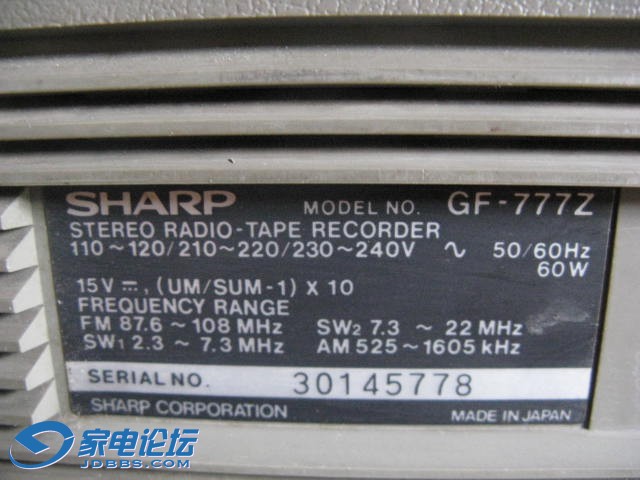 SHARP MODEL NO. GF-777Z
STEREO RADIO-TAPE RECORDER
110~120/210~220/230~240V ∿ 50/60Hz
60W
15V ⎓, (UM/SUM-1) X 10
FREQUENCY RANGE
FM 87.6 ~ 108 MHz SW2 7.3 ~ 22 MHz
SW1 2.3 ~ 7.3 MHz AM 525~1605 kHz
SERIAL NO. 30145778
SHARP CORPORATION MADE IN JAPAN
家电论坛
JDBBS.COM